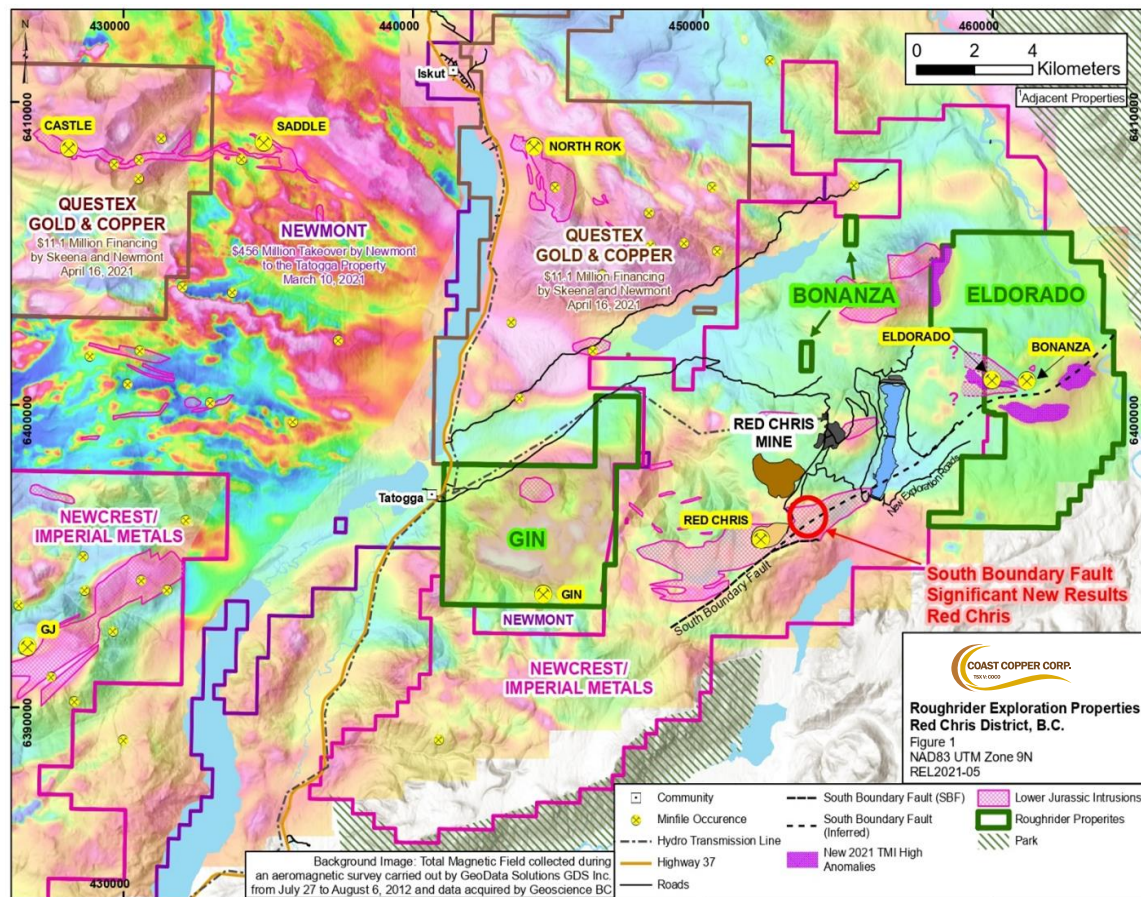 430000
440000
450000
460000
N
0 2 4
Kilometers
¹Adjacent Properties
6410000
6410000
Iskut
CASTLE
SADDLE
NORTH ROK
QUESTEX
GOLD & COPPER
$11.1 Million Financing
by Skeena and Newmont
April 16, 2021
NEWMONT
$456 Million Takeover by Newmont
to the Tatogga Property
March 10, 2021
QUESTEX
GOLD & COPPER
$11.1 Million Financing
by Skeena and Newmont
April 16, 2021
BONANZA
ELDORADO
ELDORADO
BONANZA
?
?
6400000
6400000
RED CHRIS
MINE
Tatogga
New Exploration Roads
NEWCREST/
IMPERIAL METALS
RED CHRIS
GIN
GIN
NEWMONT
South Boundary Fault
South Boundary Fault
Significant New Results
Red Chris
GJ
NEWCREST/
IMPERIAL METALS
6390000
COAST COPPER CORP.
TSX V: COCO
Roughrider Exploration Properties
Red Chris District, B.C.
Figure 1
NAD83 UTM Zone 9N
REL2021-05
Community
Minfile Occurence
Hydro Transmission Line
Highway 37
Roads
South Boundary Fault (SBF)
South Boundary Fault
(Inferred)
New 2021 TMI High
Anomalies
Lower Jurassic Intrusions
Roughrider Properites
Park
Background Image: Total Magnetic Field collected during
an aeromagnetic survey carried out by GeoData Solutions GDS Inc.
from July 27 to August 6, 2012 and data acquired by Geoscience BC
430000